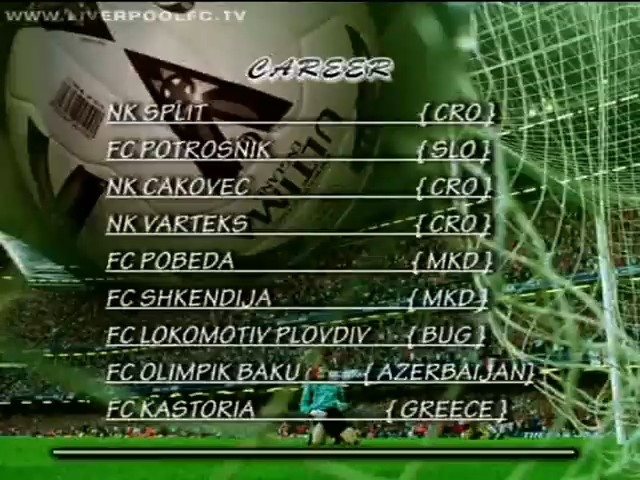 WWW.LIVERPOOLFC.TV
CAREER
NK SPLIT { CRO }
FC POTROSNIK { SLO }
NK CAKOVEC { CRO }
NK VARTEKS { CRO }
FC POBEDA { MKD }
FC SHKENDIJA { MKD }
FC LOKOMOTIV PLOVDIV { BUG }
FC OLIMPIK BAKU { AZERBAIJAN}
FC KASTORIA { GREECE }